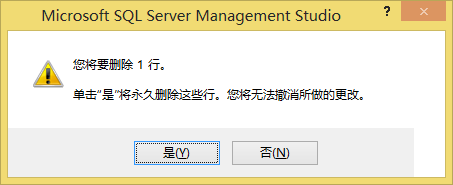 Microsoft SQL Server Management Studio
? ×
您将要删除 1 行。
单击“是”将永久删除这些行。您将无法撤消所做的更改。
是(Y) 否(N)